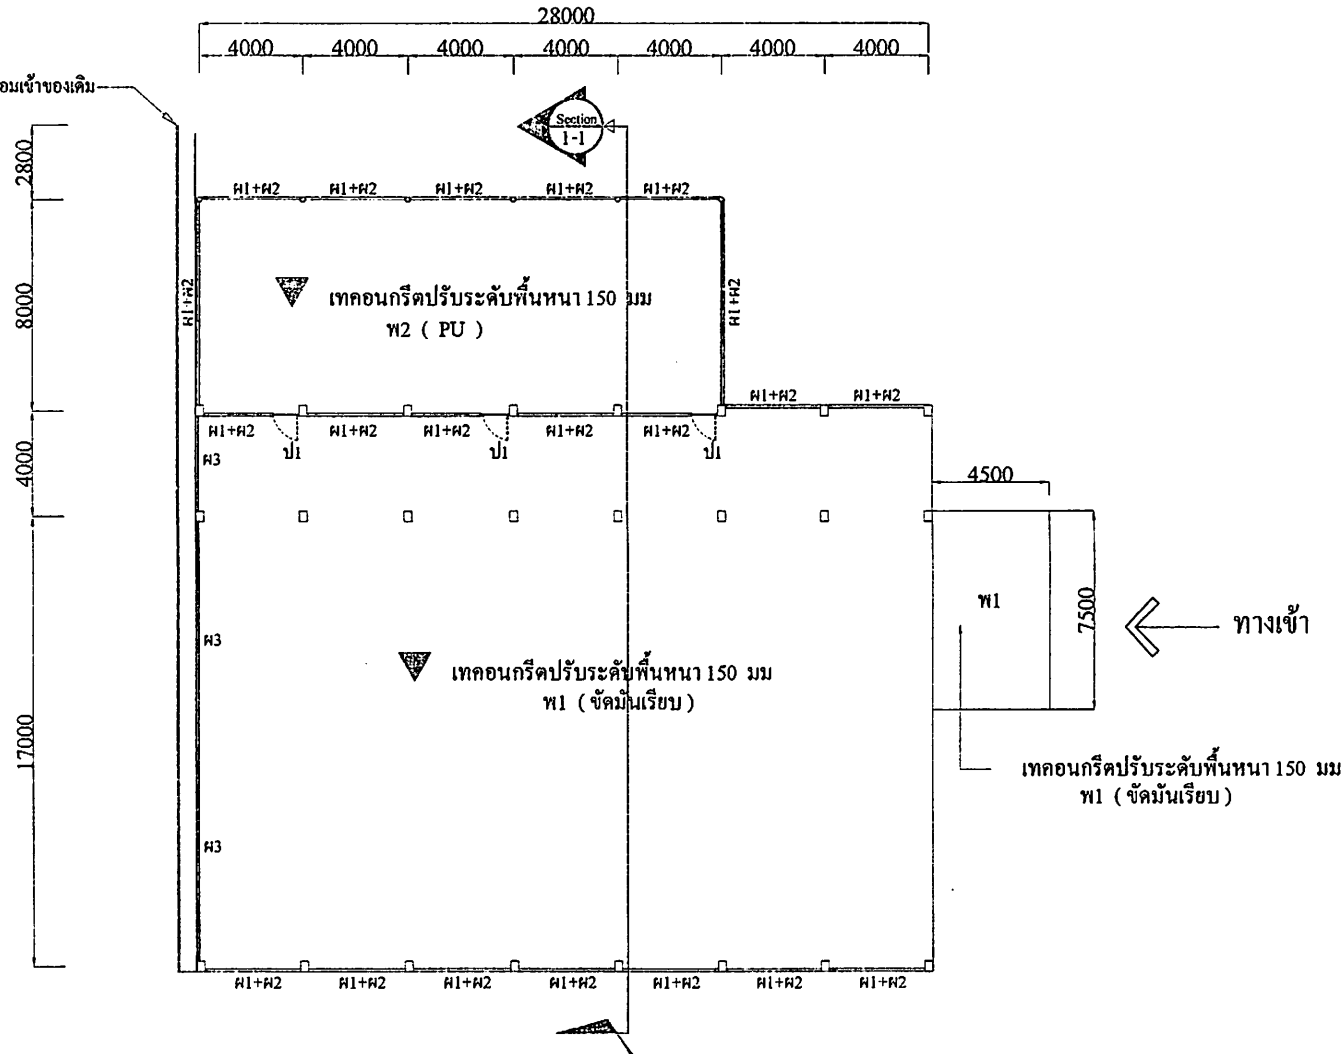 28000
4000 4000 4000 4000 4000 4000 4000
อมเข้าของเดิม
Section
1-1
2800
ผ1+ผ2 ผ1+ผ2 ผ1+ผ2 ผ1+ผ2 ผ1+ผ2
8000
ผ1+ผ2
ผ1+ผ2
เทคอนกรีตปรับระดับพื้นหนา 150 มม
พ2 ( PU )
ผ1+ผ2 ผ1+ผ2
ผ1+ผ2 ผ1+ผ2 ผ1+ผ2 ผ1+ผ2 ผ1+ผ2
ป1 ป1 ป1
ผ3
4000
4500
พ1
7500
ทางเข้า
ผ3
เทคอนกรีตปรับระดับพื้นหนา 150 มม
พ1 ( ขัดมันเรียบ )
17000
เทคอนกรีตปรับระดับพื้นหนา 150 มม
พ1 ( ขัดมันเรียบ )
ผ3
ผ1+ผ2 ผ1+ผ2 ผ1+ผ2 ผ1+ผ2 ผ1+ผ2 ผ1+ผ2 ผ1+ผ2